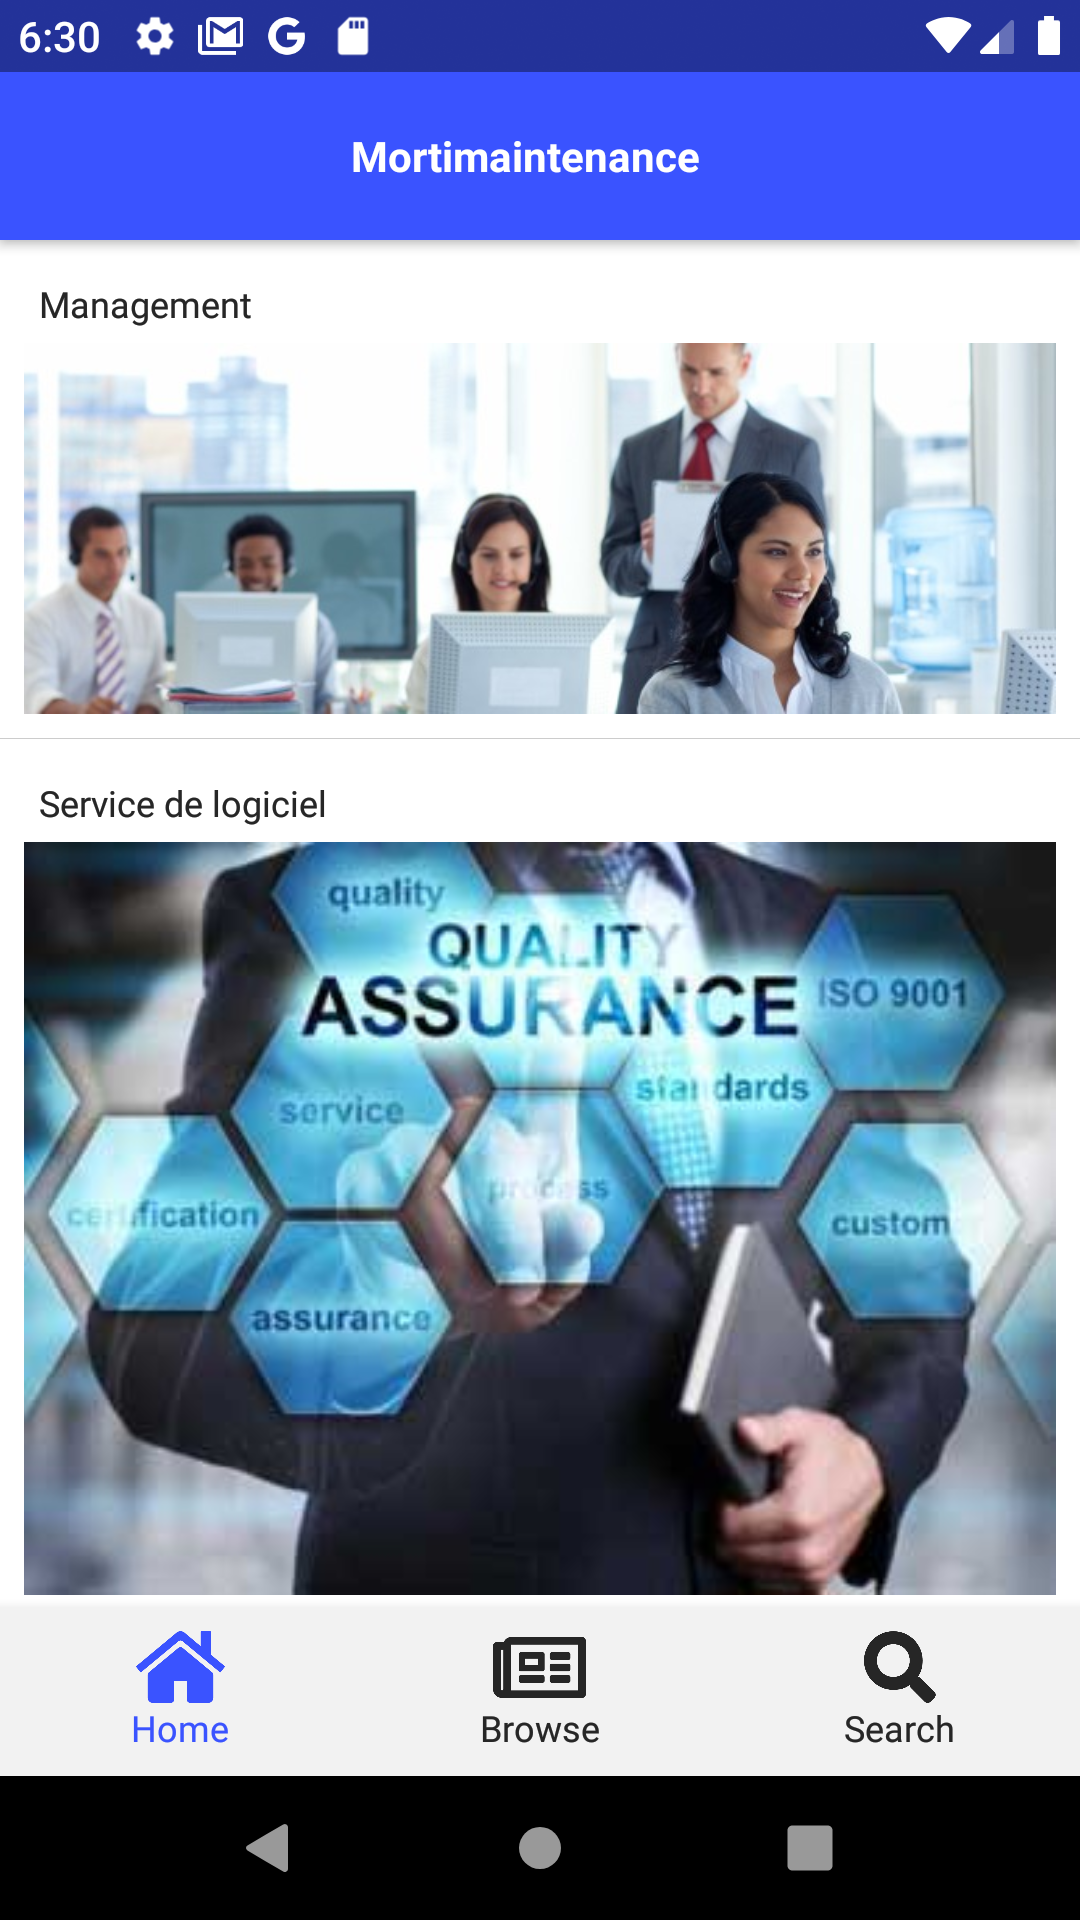 6:30
Mortimaintenance
Management
Service de logiciel
quality
QUALITY
ASSURANCE
ISO 9001
standards
service
process
certification
custom
assurance
Home
Browse
Search